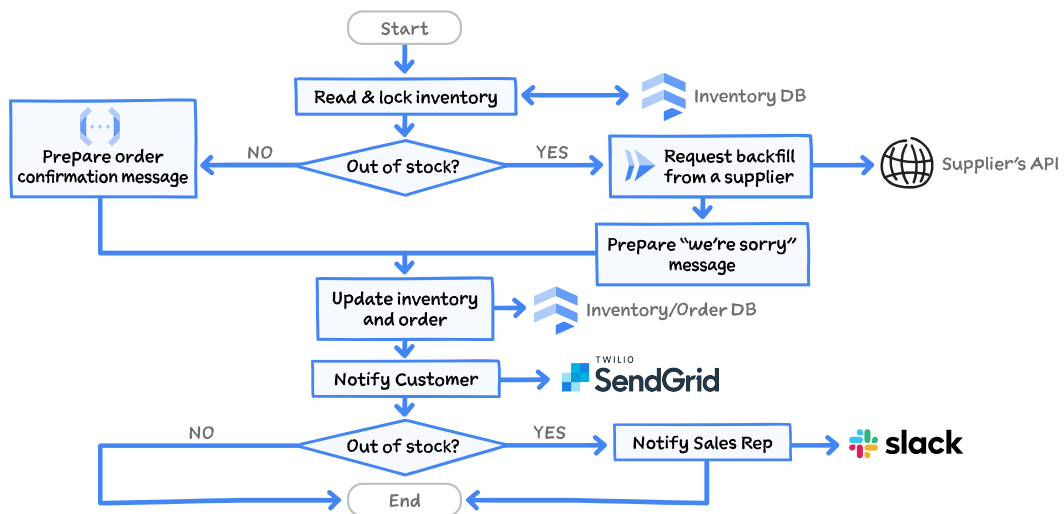 Start
Read & lock inventory
Inventory DB
Prepare order
confirmation message
NO
Out of stock?
YES
Request backfill
from a supplier
Supplier's API
Prepare "we're sorry"
message
Update inventory
and order
Inventory/Order DB
Notify Customer
TWILIO
SendGrid
NO
Out of stock?
YES
Notify Sales Rep
slack
End